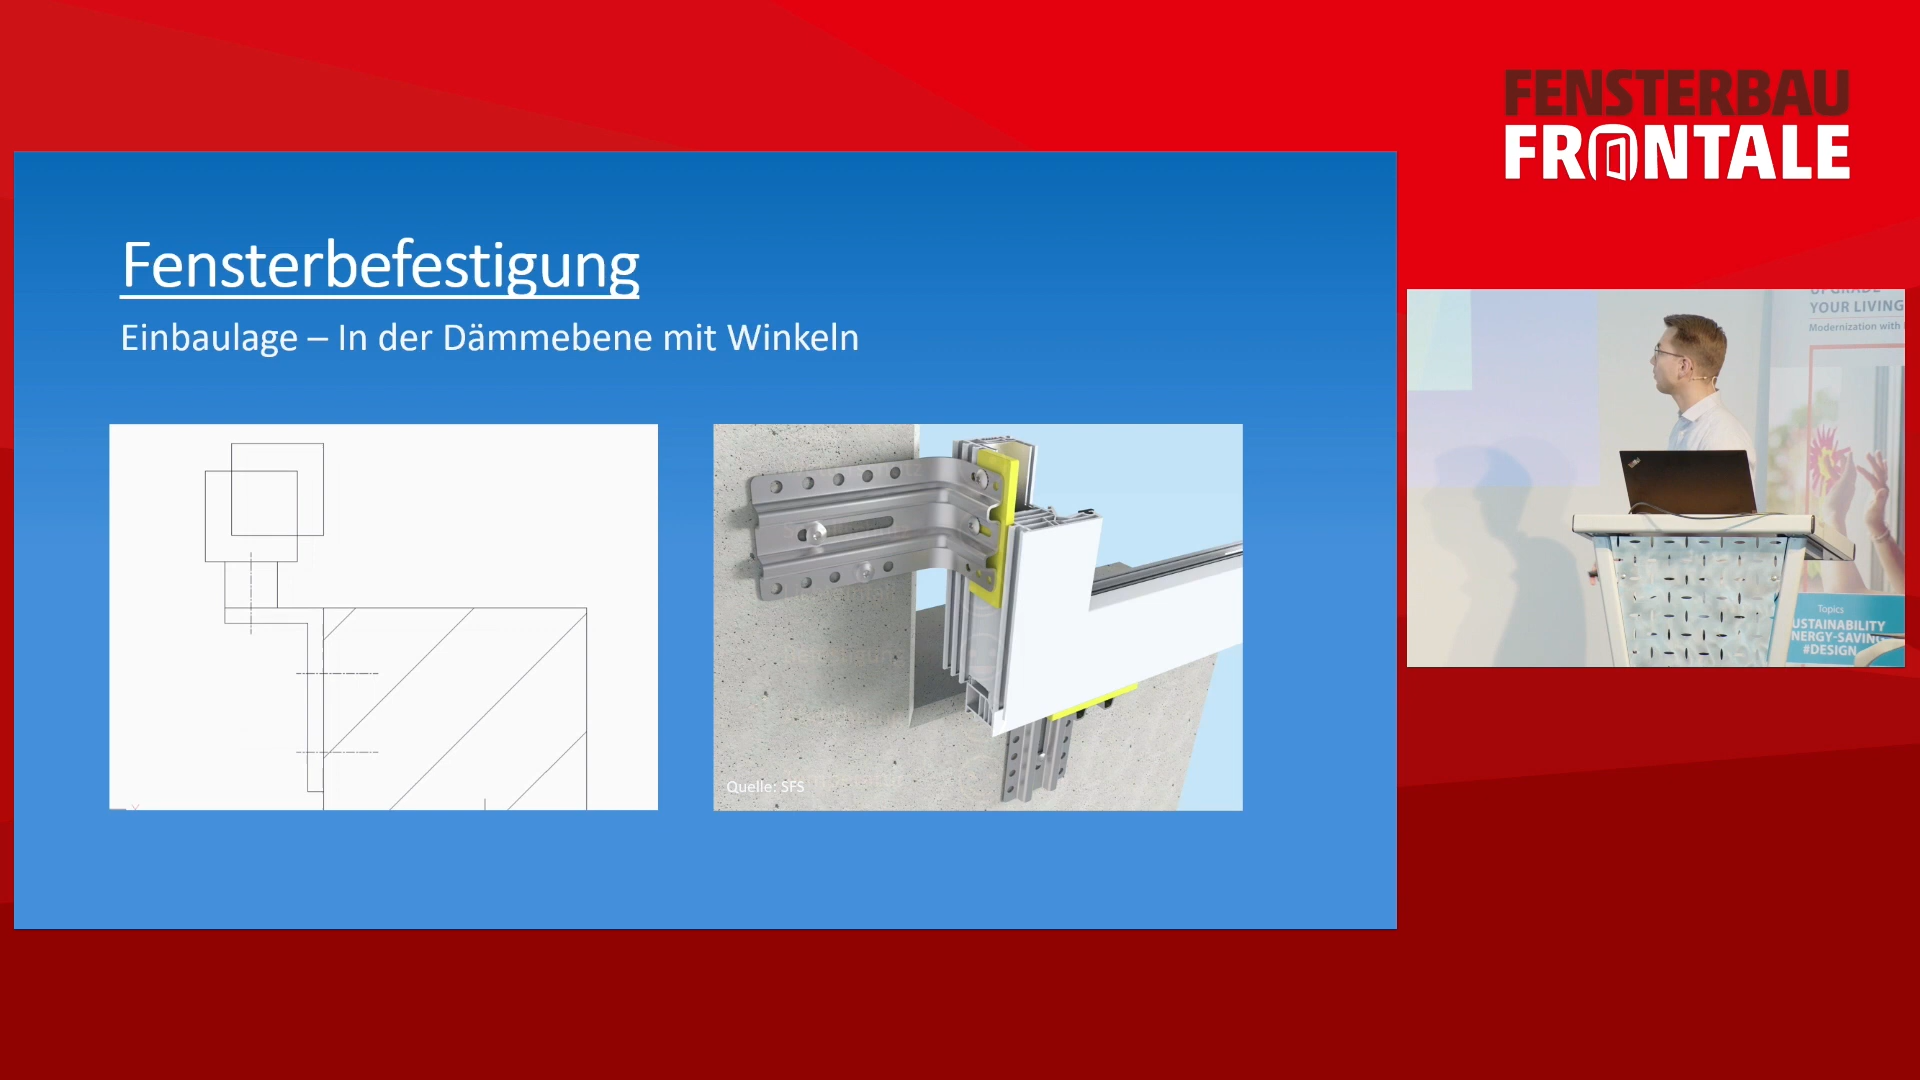 FENSTERBAU
FRONTALE
Fensterbefestigung
Einbaulage – In der Dämmebene mit Winkeln
Quelle: SFS
YOUR LIVING
Modernization with
Topics
USTAINABILITY
NERGY-SAVING
#DESIGN